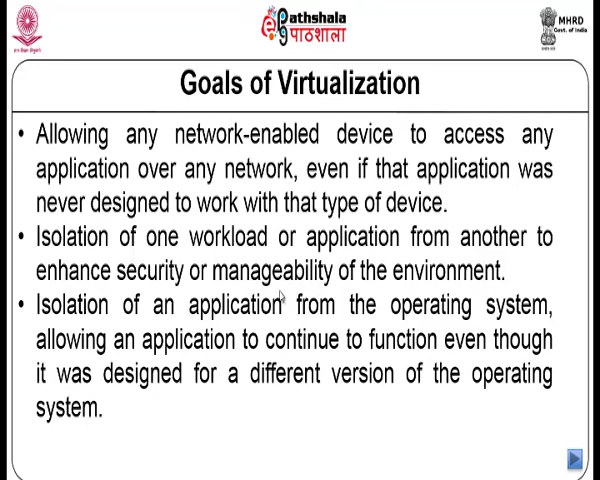 Pathshala
पाठशाला
MHRD
Govt. of India
Goals of Virtualization
• Allowing any network-enabled device to access any
application over any network, even if that application was
never designed to work with that type of device.
• Isolation of one workload or application from another to
enhance security or manageability of the environment.
• Isolation of an application from the operating system,
allowing an application to continue to function even though
it was designed for a different version of the operating
system.